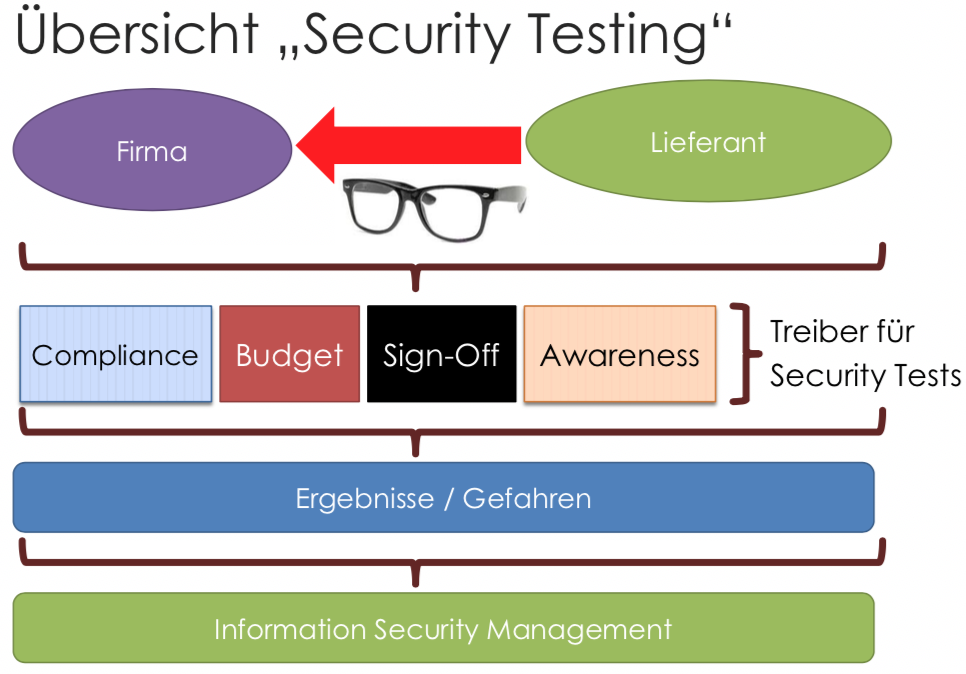 Übersicht „Security Testing“
Firma
Lieferant
Compliance
Budget
Sign-Off
Awareness
Treiber für
Security Tests
Ergebnisse / Gefahren
Information Security Management